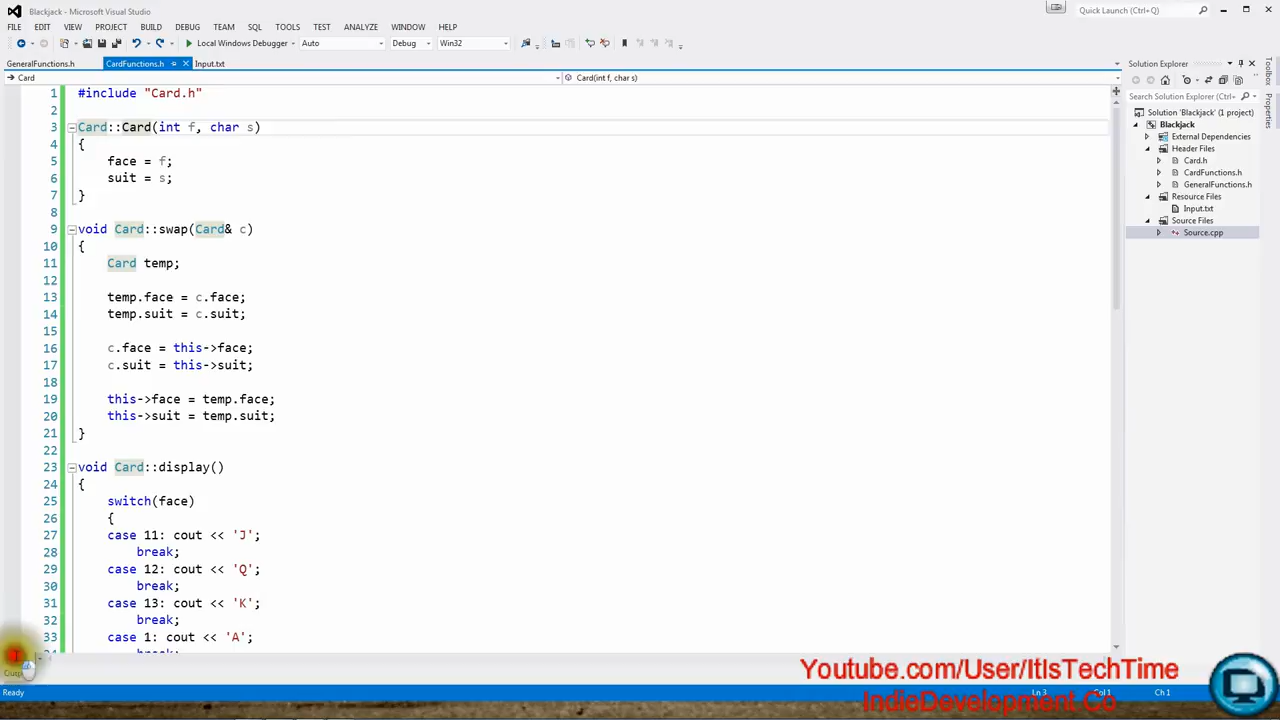 Blackjack - Microsoft Visual Studio
Quick Launch (Ctrl+Q)
FILE EDIT VIEW PROJECT BUILD DEBUG TEAM SQL TOOLS TEST ANALYZE WINDOW HELP
Local Windows Debugger Auto Debug Win32
GeneralFunctions.h CardFunctions.h Input.txt
Card Card(int f, char s)
1 #include "Card.h"
2
3 Card::Card(int f, char s)
4 {
5 face = f;
6 suit = s;
7 }
8
9 void Card::swap(Card& c)
10 {
11 Card temp;
12
13 temp.face = c.face;
14 temp.suit = c.suit;
15
16 c.face = this->face;
17 c.suit = this->suit;
18
19 this->face = temp.face;
20 this->suit = temp.suit;
21 }
22
23 void Card::display()
24 {
25 switch(face)
26 {
27 case 11: cout << 'J';
28 break;
29 case 12: cout << 'Q';
30 break;
31 case 13: cout << 'K';
32 break;
33 case 1: cout << 'A';
Solution Explorer
Search Solution Explorer (Ctrl+
Solution 'Blackjack' (1 project)
Blackjack
External Dependencies
Header Files
Card.h
CardFunctions.h
GeneralFunctions.h
Resource Files
Input.txt
Source Files
Source.cpp
Toolbox
Properties
Youtube.com/User/ItIsTechTime
Ready Ln 3 Col 1 Ch 1
IndieDevelopment.Co